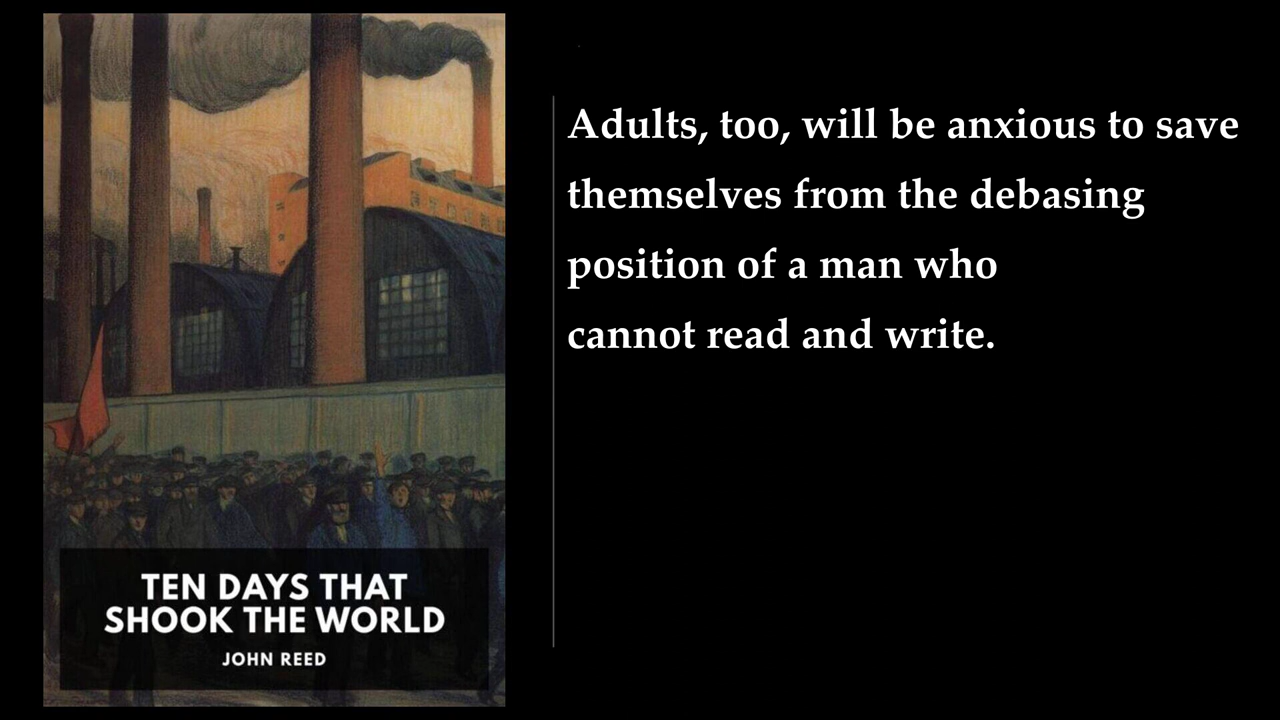 TEN DAYS THAT
SHOOK THE WORLD
JOHN REED
Adults, too, will be anxious to save
themselves from the debasing
position of a man who
cannot read and write.